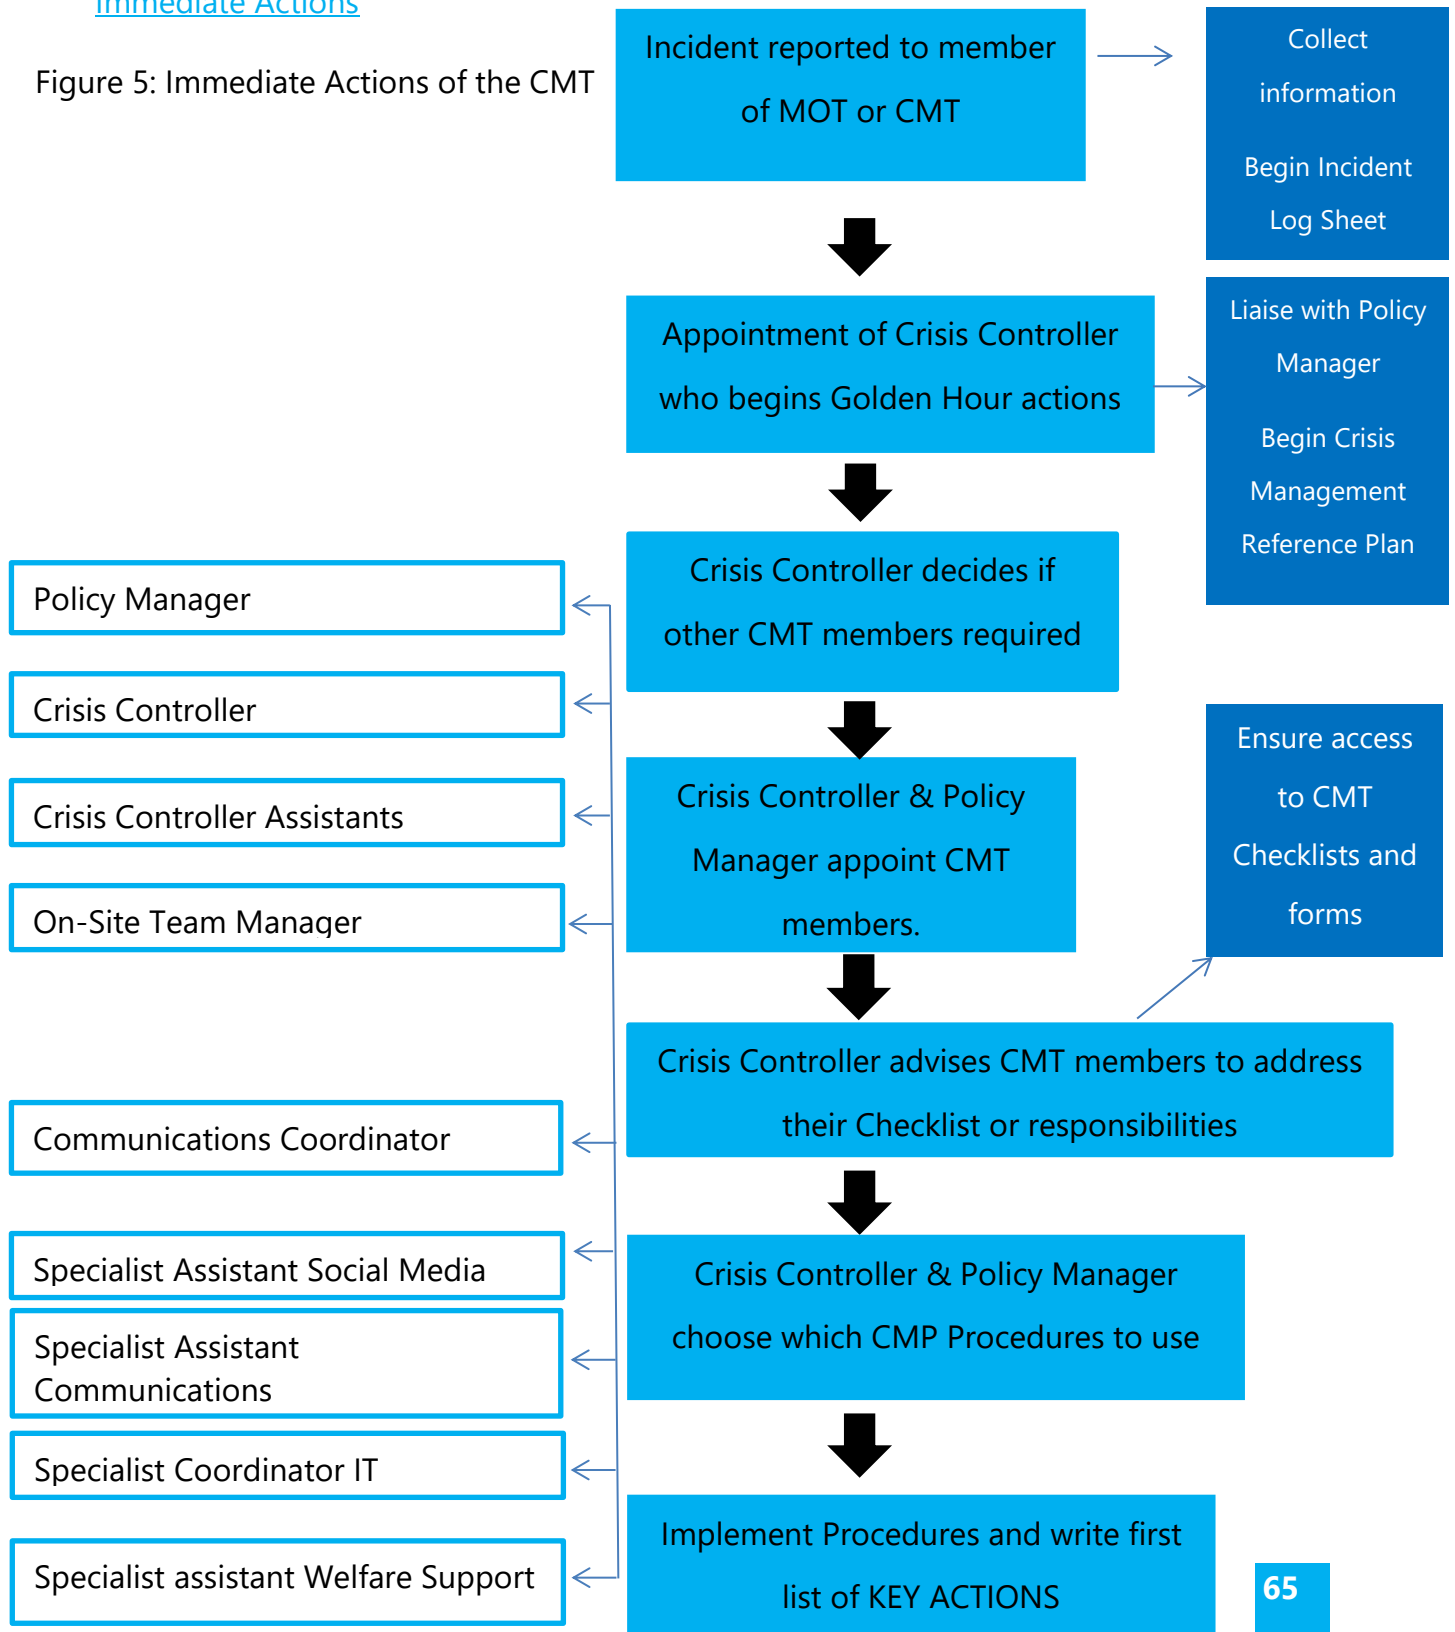 Immediate Actions
Figure 5: Immediate Actions of the CMT
Incident reported to member
of MOT or CMT
Collect
information
Begin Incident
Log Sheet
Appointment of Crisis Controller
who begins Golden Hour actions
Liaise with Policy
Manager
Begin Crisis
Management
Reference Plan
Crisis Controller decides if
other CMT members required
Policy Manager
Crisis Controller
Crisis Controller Assistants
On-Site Team Manager
Communications Coordinator
Specialist Assistant Social Media
Specialist Assistant
Communications
Specialist Coordinator IT
Specialist assistant Welfare Support
Crisis Controller & Policy
Manager appoint CMT
members.
Ensure access
to CMT
Checklists and
forms
Crisis Controller advises CMT members to address
their Checklist or responsibilities
Crisis Controller & Policy Manager
choose which CMP Procedures to use
Implement Procedures and write first
list of KEY ACTIONS
65